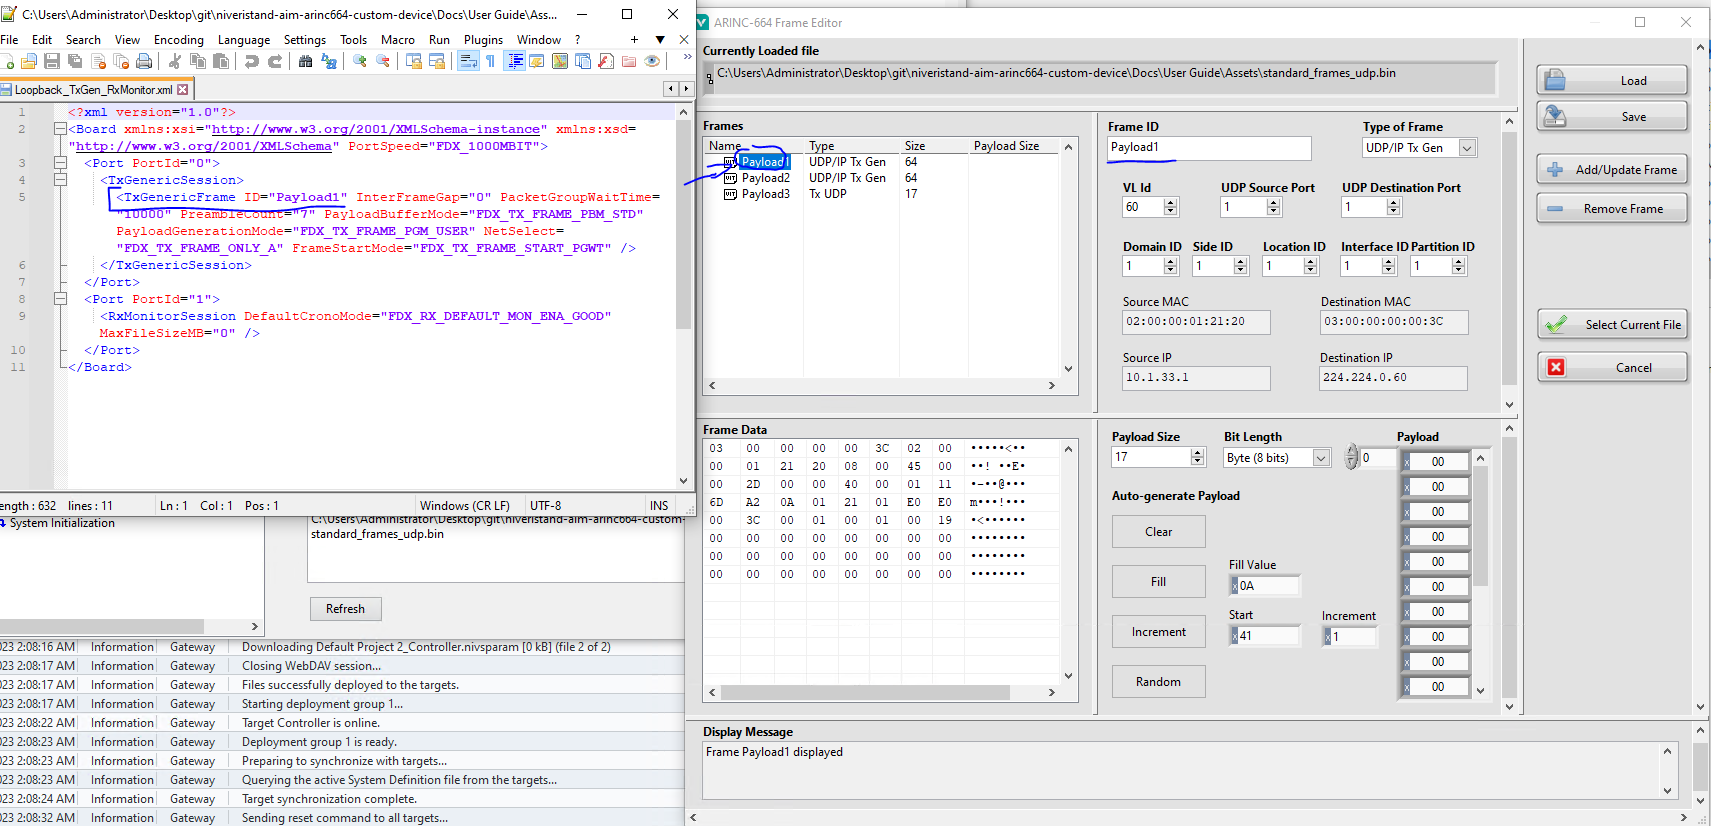 C:\Users\Administrator\Desktop\git\niveristand-aim-arinc664-custom-device\Docs\User Guide\Asse...
File Edit Search View Encoding Language Settings Tools Macro Run Plugins Window ?
Loopback_TxGen_RxMonitor.xml
1 <?xml version="1.0"?>
2 <Board xmlns:xsi="http://www.w3.org/2001/XMLSchema-instance" xmlns:xsd=
"http://www.w3.org/2001/XMLSchema" PortSpeed="FDX_1000MBIT">
3 <Port PortId="0">
4 <TxGenericSession>
5 <TxGenericFrame ID="Payload1" InterFrameGap="0" PacketGroupWaitTime=
"10000" PreambleCount="7" PayloadBufferMode="FDX_TX_FRAME_PBM_STD"
PayloadGenerationMode="FDX_TX_FRAME_PGM_USER" NetSelect=
"FDX_TX_FRAME_ONLY_A" FrameStartMode="FDX_TX_FRAME_START_PGWT" />
6 </TxGenericSession>
7 </Port>
8 <Port PortId="1">
9 <RxMonitorSession DefaultCronoMode="FDX_RX_DEFAULT_MON_ENA_GOOD"
MaxFileSizeMB="0" />
10 </Port>
11 </Board>
ength : 632 lines : 11 Ln : 1 Col : 1 Pos : 1 Windows (CR LF) UTF-8 INS
System Initialization
C:\Users\Administrator\Desktop\git\niveristand-aim-arinc664-custom-
standard_frames_udp.bin
Refresh
023 2:08:16 AM Information Gateway Downloading Default Project 2_Controller.nivsparam [0 kB] (file 2 of 2)
023 2:08:17 AM Information Gateway Closing WebDAV session...
023 2:08:17 AM Information Gateway Files successfully deployed to the targets.
023 2:08:17 AM Information Gateway Starting deployment group 1...
023 2:08:22 AM Information Gateway Target Controller is online.
023 2:08:23 AM Information Gateway Deployment group 1 is ready.
023 2:08:23 AM Information Gateway Preparing to synchronize with targets...
023 2:08:23 AM Information Gateway Querying the active System Definition file from the targets...
023 2:08:24 AM Information Gateway Target synchronization complete.
023 2:08:32 AM Information Gateway Sending reset command to all targets...
ARINC-664 Frame Editor
Currently Loaded file
C:\Users\Administrator\Desktop\git\niveristand-aim-arinc664-custom-device\Docs\User Guide\Assets\standard_frames_udp.bin
Frames
Name Type Size Payload Size
Payload1 UDP/IP Tx Gen 64
Payload2 UDP/IP Tx Gen 64
Payload3 Tx UDP 17
Frame ID Type of Frame
Payload1 UDP/IP Tx Gen
VL Id UDP Source Port UDP Destination Port
60 1 1
Domain ID Side ID Location ID Interface ID Partition ID
1 1 1 1 1
Source MAC Destination MAC
02:00:00:01:21:20 03:00:00:00:00:3C
Source IP Destination IP
10.1.33.1 224.224.0.60
Frame Data
03 00 00 00 00 3C 02 00 •••••<••
00 01 21 20 08 00 45 00 ••! ••E•
00 2D 00 00 40 00 01 11 •-••@•••
6D A2 0A 01 21 01 E0 E0 m•••!•••
00 3C 00 01 00 01 00 19 •<••••••
00 00 00 00 00 00 00 00 ••••••••
00 00 00 00 00 00 00 00 ••••••••
00 00 00 00 00 00 00 00 ••••••••
Payload Size Bit Length Payload
17 Byte (8 bits) 0 x 00
x 00
Auto-generate Payload
x 00
Clear x 00
x 00
Fill Value
Fill x 0A x 00
Start Increment x 00
Increment x 41 x 1 x 00
x 00
Random x 00
Display Message
Frame Payload1 displayed
Load
Save
Add/Update Frame
Remove Frame
Select Current File
Cancel